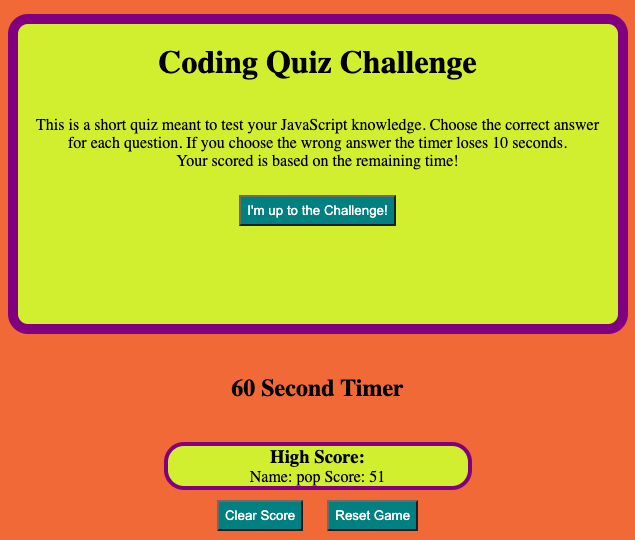 Coding Quiz Challenge
This is a short quiz meant to test your JavaScript knowledge. Choose the correct answer
for each question. If you choose the wrong answer the timer loses 10 seconds.
Your scored is based on the remaining time!
I'm up to the Challenge!
60 Second Timer
High Score:
Name: pop Score: 51
Clear Score Reset Game